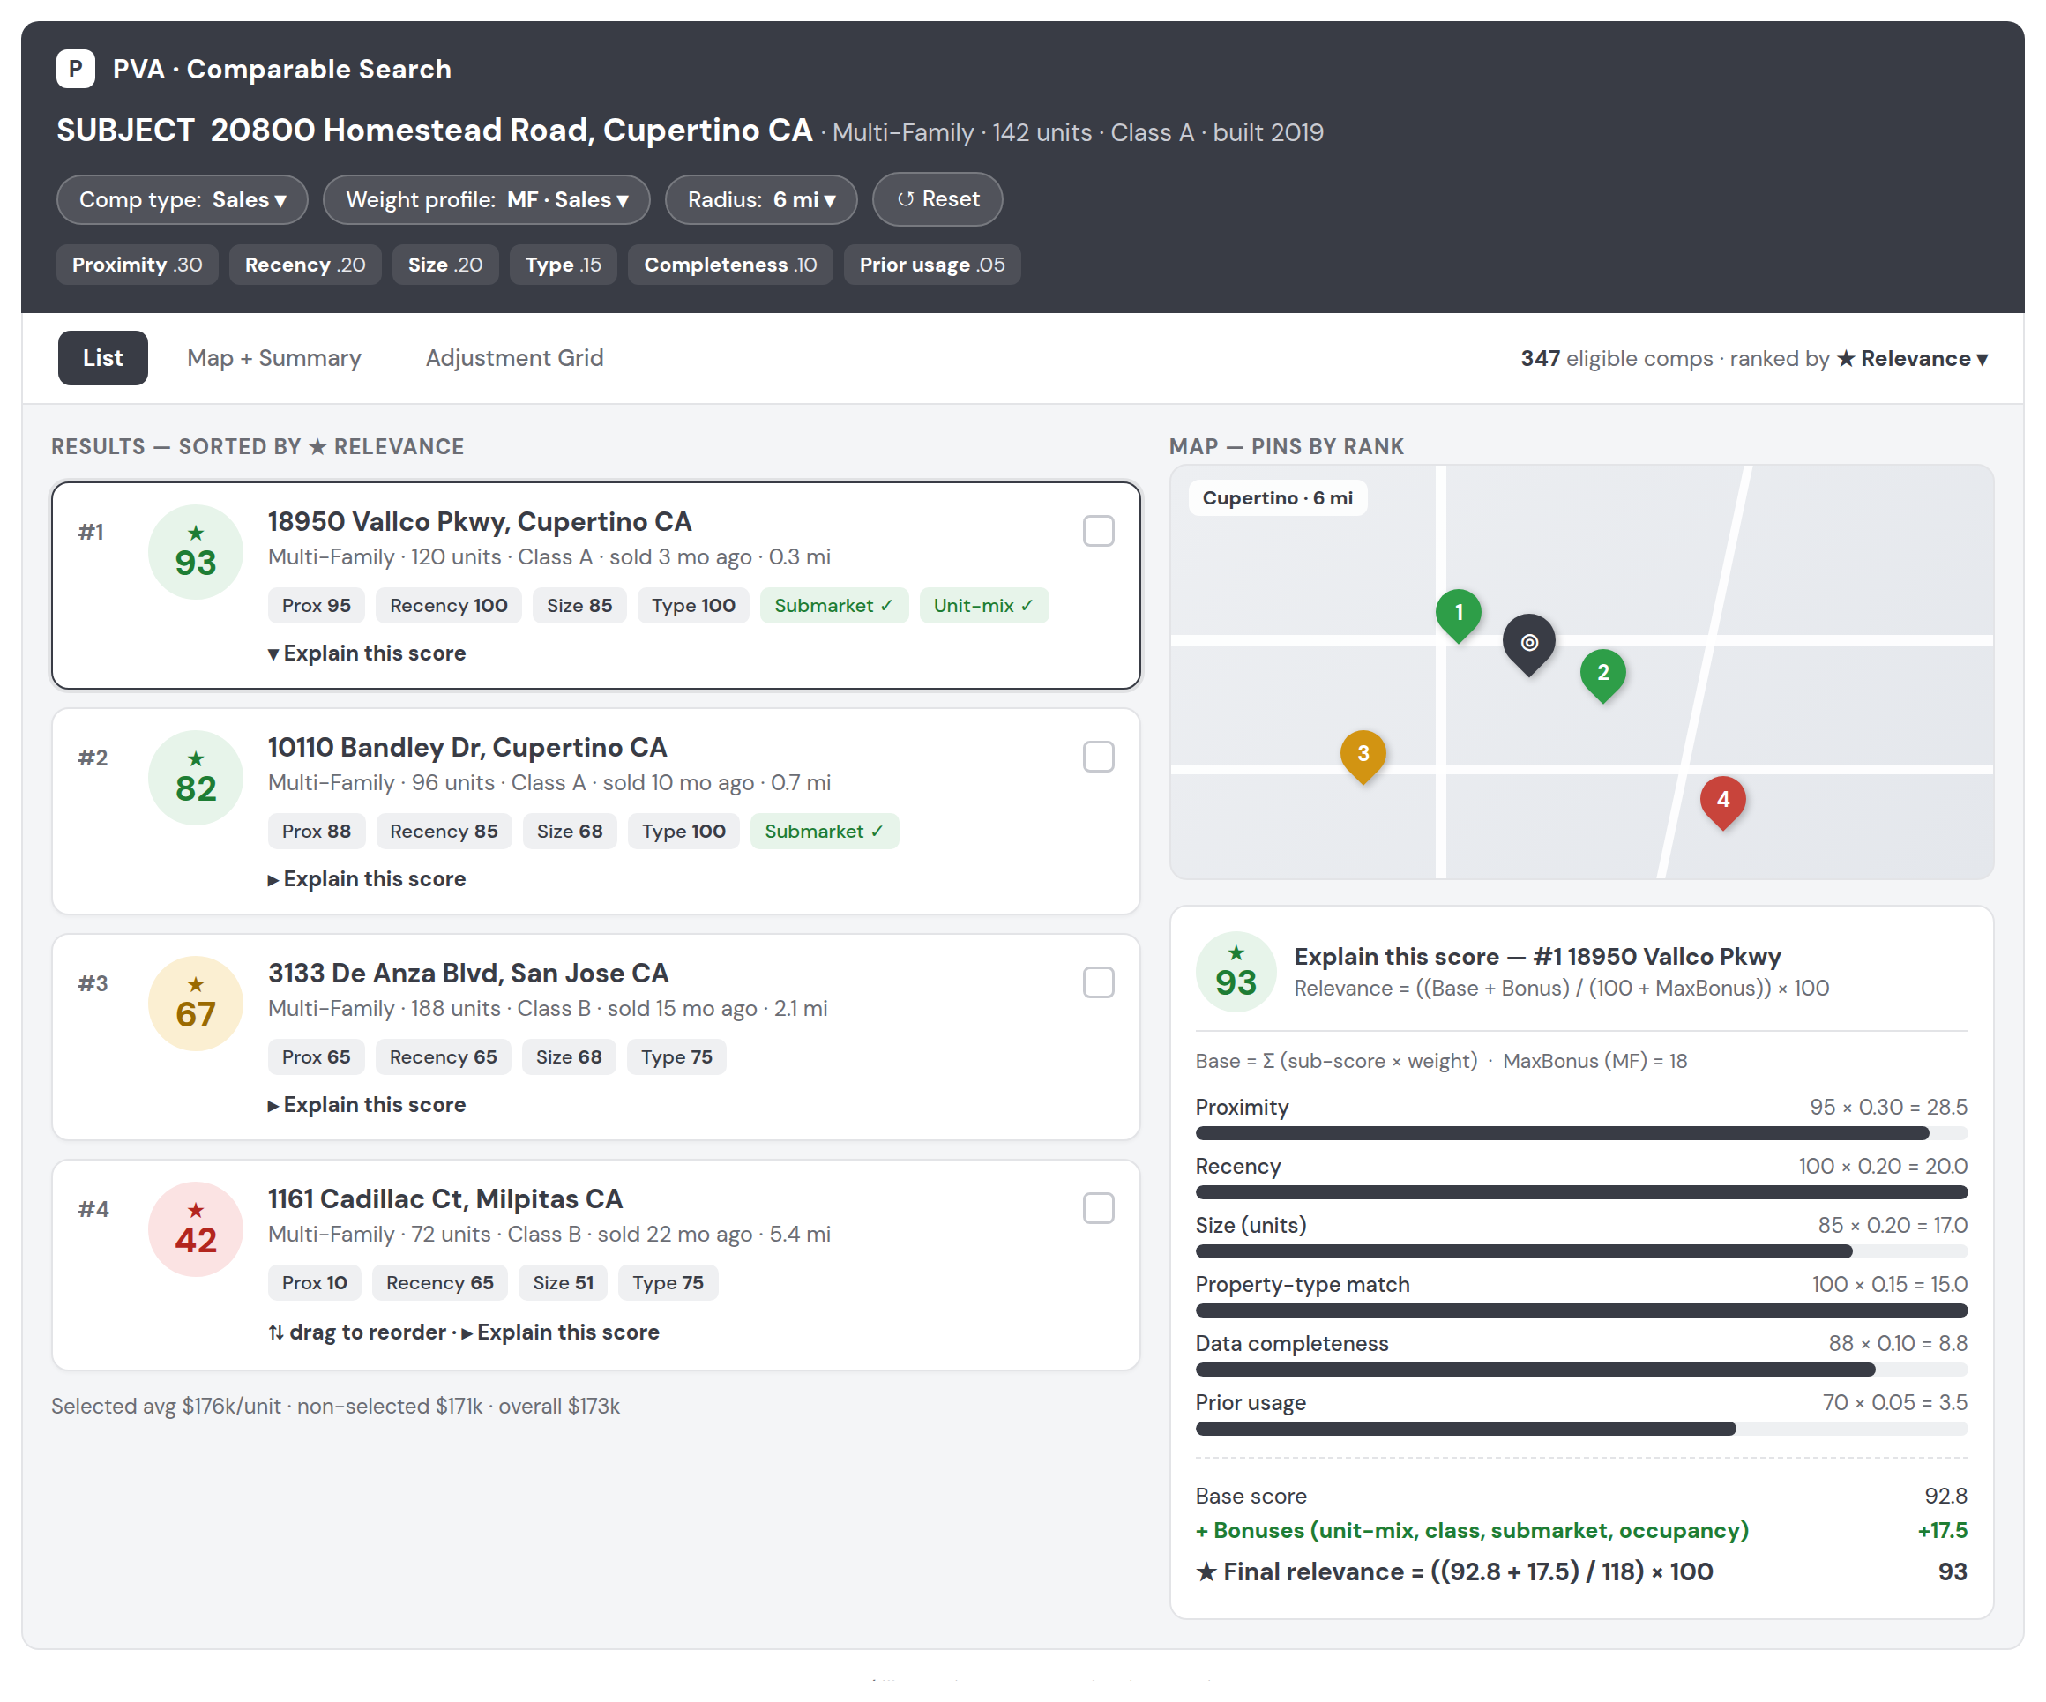 P PVA · Comparable Search
SUBJECT 20800 Homestead Road, Cupertino CA · Multi-Family · 142 units · Class A · built 2019
Comp type: Sales ▾ Weight profile: MF · Sales ▾ Radius: 6 mi ▾ ↺ Reset
Proximity .30 Recency .20 Size .20 Type .15 Completeness .10 Prior usage .05
List Map + Summary Adjustment Grid 347 eligible comps · ranked by ★ Relevance ▾
RESULTS — SORTED BY ★ RELEVANCE
#1
★ 93
18950 Vallco Pkwy, Cupertino CA
Multi-Family · 120 units · Class A · sold 3 mo ago · 0.3 mi
Prox 95 Recency 100 Size 85 Type 100 Submarket ✓ Unit-mix ✓
▾ Explain this score
#2
★ 82
10110 Bandley Dr, Cupertino CA
Multi-Family · 96 units · Class A · sold 10 mo ago · 0.7 mi
Prox 88 Recency 85 Size 68 Type 100 Submarket ✓
▸ Explain this score
#3
★ 67
3133 De Anza Blvd, San Jose CA
Multi-Family · 188 units · Class B · sold 15 mo ago · 2.1 mi
Prox 65 Recency 65 Size 68 Type 75
▸ Explain this score
#4
★ 42
1161 Cadillac Ct, Milpitas CA
Multi-Family · 72 units · Class B · sold 22 mo ago · 5.4 mi
Prox 10 Recency 65 Size 51 Type 75
⇅ drag to reorder · ▸ Explain this score
Selected avg $176k/unit · non-selected $171k · overall $173k
MAP — PINS BY RANK
Cupertino · 6 mi
1
◎
2
3
4
★ 93
Explain this score — #1 18950 Vallco Pkwy
Relevance = ((Base + Bonus) / (100 + MaxBonus)) × 100
Base = Σ (sub-score × weight) · MaxBonus (MF) = 18
Proximity 95 × 0.30 = 28.5
Recency 100 × 0.20 = 20.0
Size (units) 85 × 0.20 = 17.0
Property-type match 100 × 0.15 = 15.0
Data completeness 88 × 0.10 = 8.8
Prior usage 70 × 0.05 = 3.5
Base score 92.8
+ Bonuses (unit-mix, class, submarket, occupancy) +17.5
★ Final relevance = ((92.8 + 17.5) / 118) × 100 93